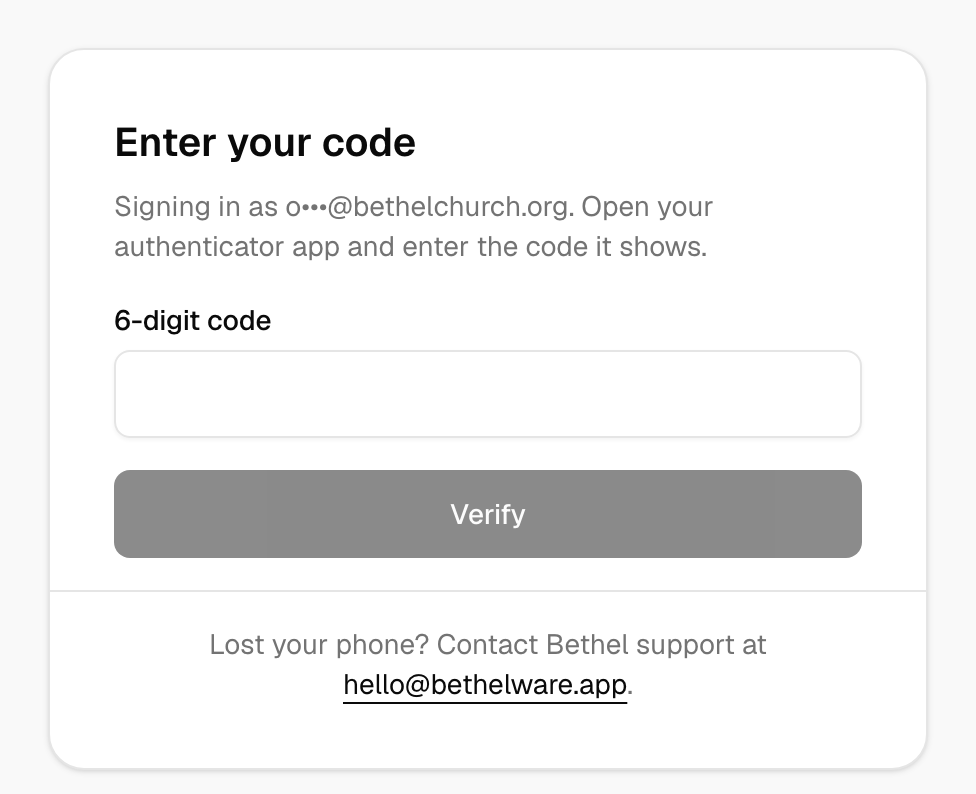 Enter your code
Signing in as o•••@bethelchurch.org. Open your
authenticator app and enter the code it shows.
6-digit code
Verify
Lost your phone? Contact Bethel support at
hello@bethelware.app.